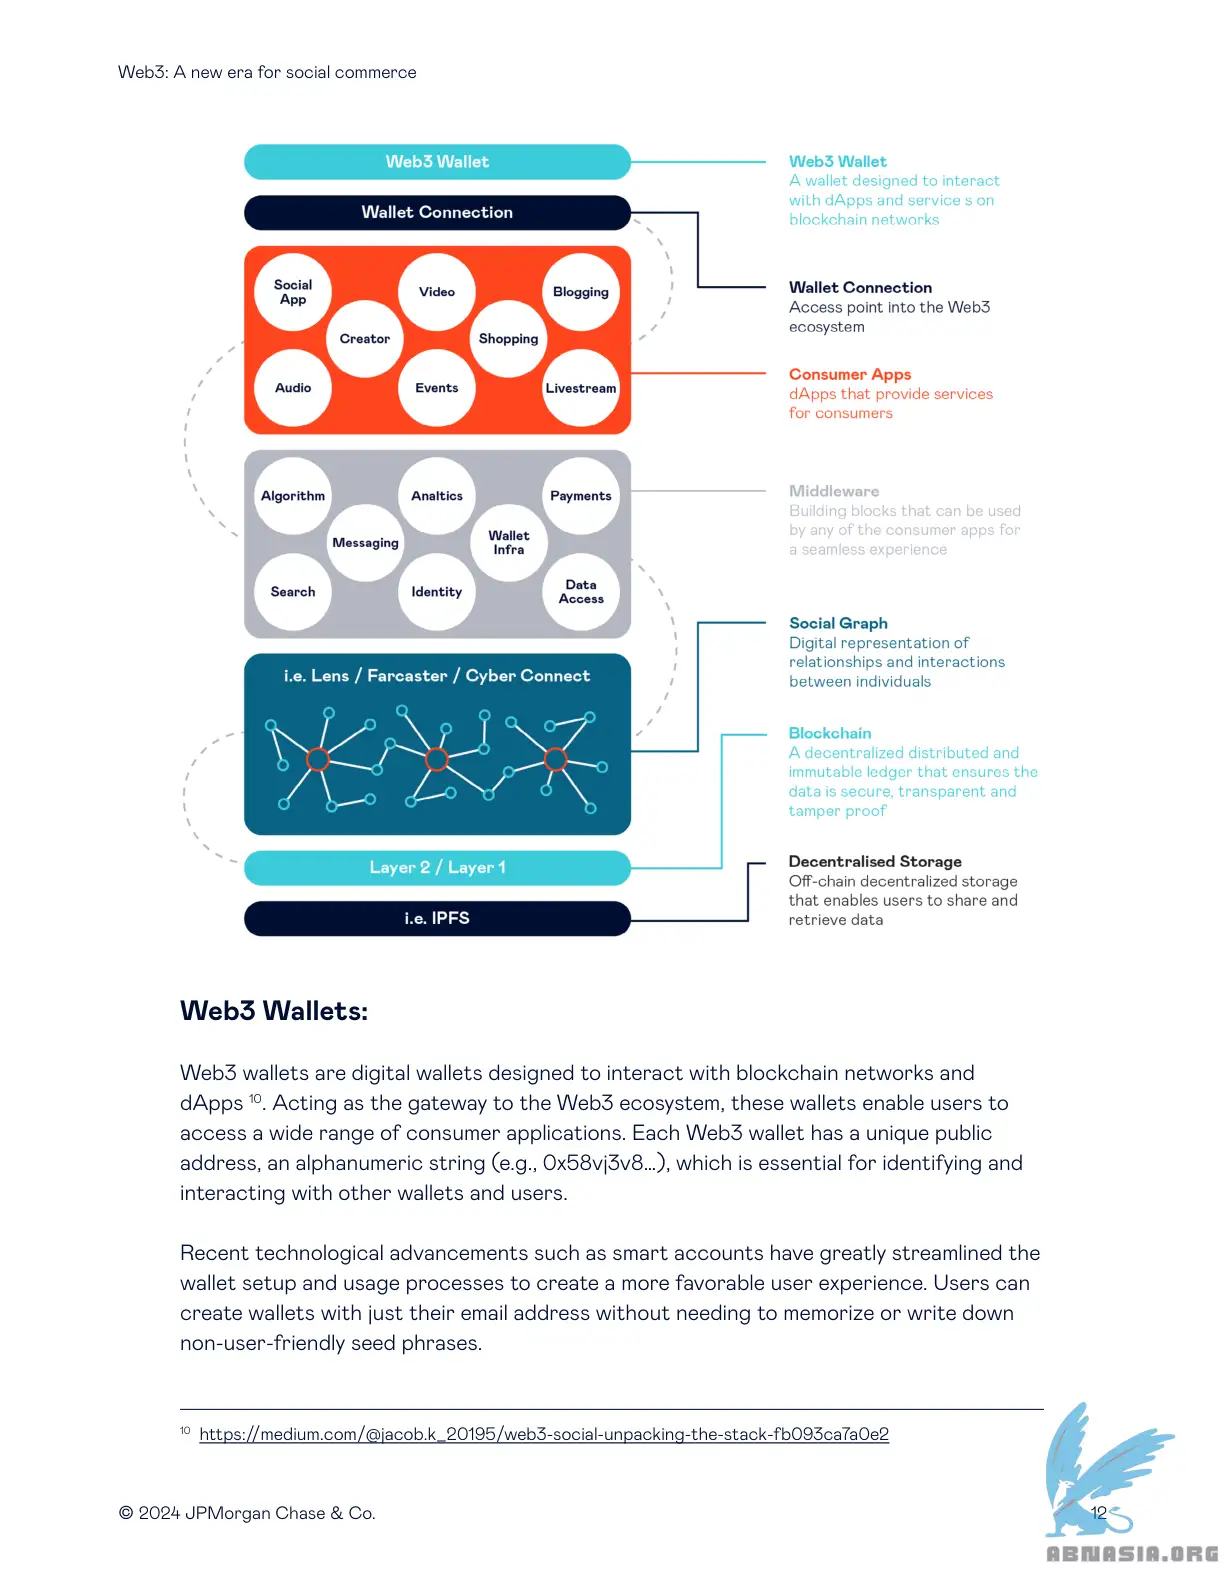 Web3: A new era for social commerce
Web3 Wallet
Wallet Connection
Social
App
Video
Blogging
Creator
Shopping
Audio
Events
Livestream
Algorithm
Analtics
Payments
Messaging
Wallet
Infra
Search
Identity
Data
Access
i.e. Lens / Farcaster / Cyber Connect
Layer 2 / Layer 1
i.e. IPFS
Web3 Wallet
A wallet designed to interact
with dApps and service s on
blockchain networks
Wallet Connection
Access point into the Web3
ecosystem
Consumer Apps
dApps that provide services
for consumers
Middleware
Building blocks that can be used
by any of the consumer apps for
a seamless experience
Social Graph
Digital representation of
relationships and interactions
between individuals
Blockchain
A decentralized distributed and
immutable ledger that ensures the
data is secure, transparent and
tamper proof
Decentralised Storage
Off-chain decentralized storage
that enables users to share and
retrieve data
Web3 Wallets:
Web3 wallets are digital wallets designed to interact with blockchain networks and
dApps 10. Acting as the gateway to the Web3 ecosystem, these wallets enable users to
access a wide range of consumer applications. Each Web3 wallet has a unique public
address, an alphanumeric string (e.g., 0x58vj3v8...), which is essential for identifying and
interacting with other wallets and users.
Recent technological advancements such as smart accounts have greatly streamlined the
wallet setup and usage processes to create a more favorable user experience. Users can
create wallets with just their email address without needing to memorize or write down
non-user-friendly seed phrases.
10 https://medium.com/@jacob.k_20195/web3-social-unpacking-the-stack-fb093ca7a0e2
© 2024 JPMorgan Chase & Co.
12
ABNASIA.ORG